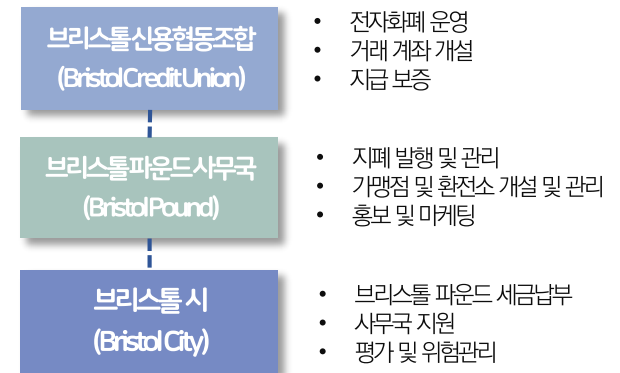 브리스톨신용협동조합
(Bristol Credit Union)
• 전자화폐 운영
• 거래 계좌 개설
• 지급 보증
브리스톨파운드 사무국
(Bristol Pound)
• 지폐 발행 및 관리
• 가맹점 및 환전소 개설 및 관리
• 홍보 및 마케팅
브리스톨 시
(Bristol City)
• 브리스톨 파운드 세금납부
• 사무국 지원
• 평가 및 위험관리